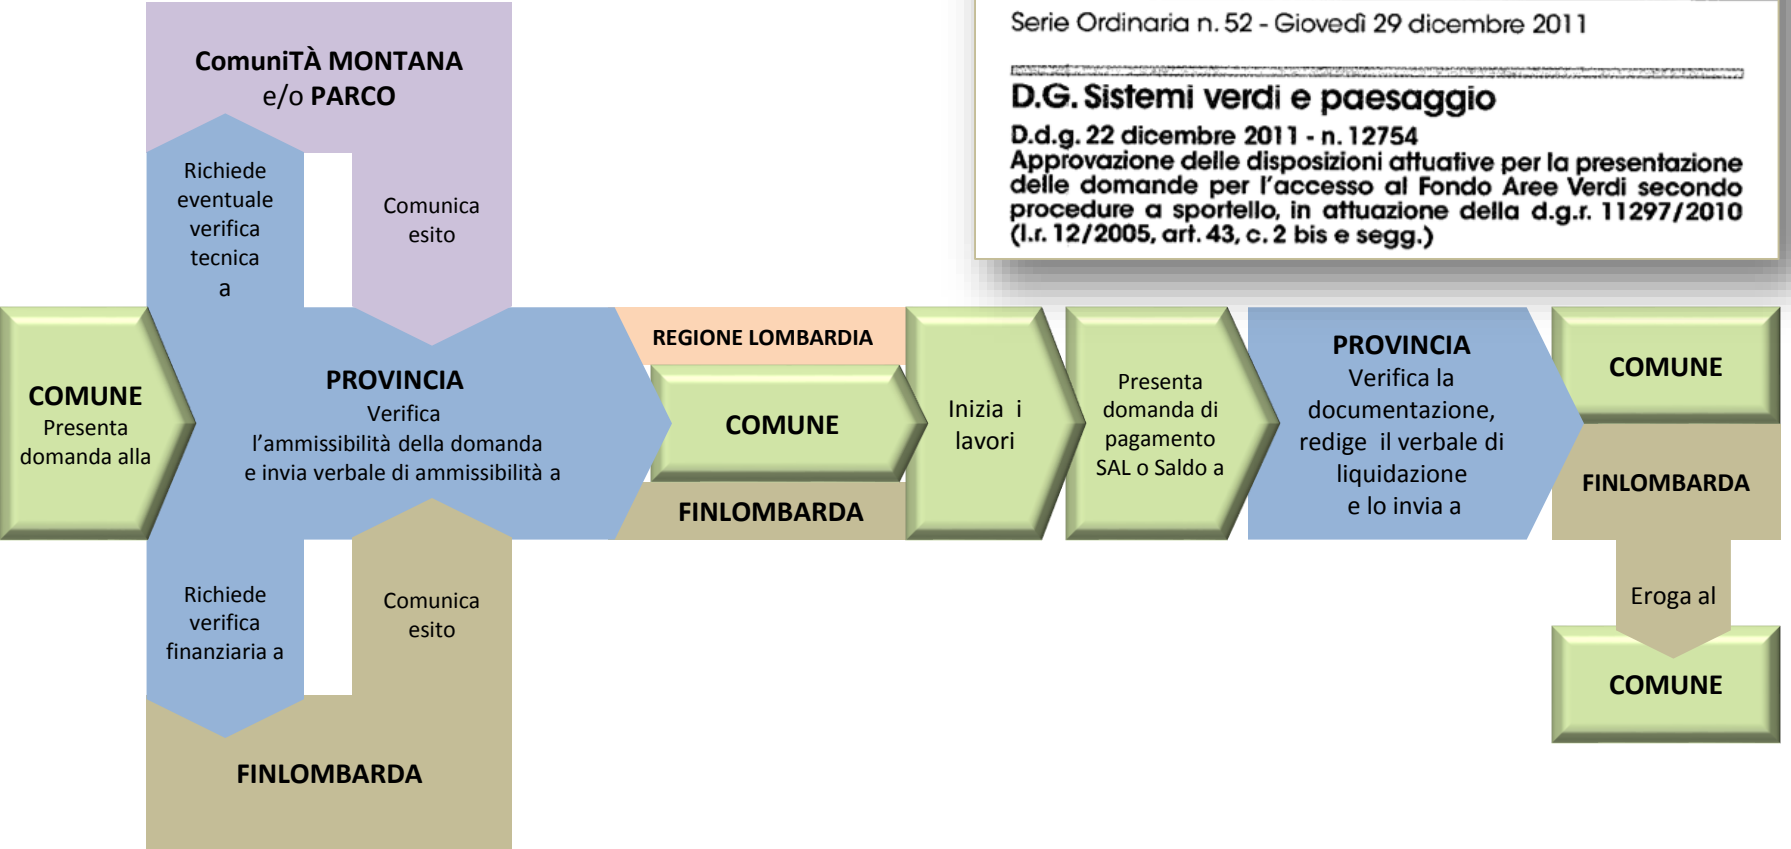 Serie Ordinaria n. 52 - Giovedì 29 dicembre 2011
D.G. Sistemi verdi e paesaggio
D.d.g. 22 dicembre 2011 - n. 12754
Approvazione delle disposizioni attuative per la presentazione
delle domande per l'accesso al Fondo Aree Verdi secondo
procedure a sportello, in attuazione della d.g.r. 11297/2010
(l.r. 12/2005, art. 43, c. 2 bis e segg.)
ComuniTÀ MONTANA
e/o PARCO
Richiede
eventuale
verifica
tecnica
a
Comunica
esito
COMUNE
Presenta
domanda alla
PROVINCIA
Verifica
l'ammissibilità della domanda
e invia verbale di ammissibilità a
Richiede
verifica
finanziaria a
Comunica
esito
FINLOMBARDA
REGIONE LOMBARDIA
COMUNE
FINLOMBARDA
Inizia i
lavori
Presenta
domanda di
pagamento
SAL o Saldo a
PROVINCIA
Verifica la
documentazione,
redige il verbale di
liquidazione
e lo invia a
COMUNE
FINLOMBARDA
Eroga al
COMUNE